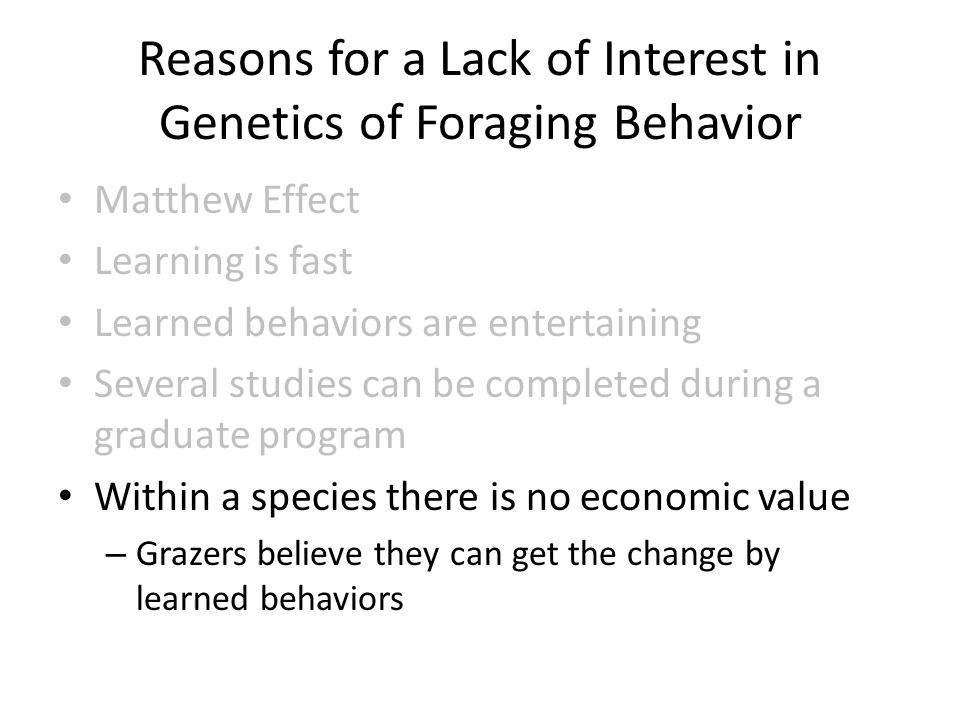 Reasons for a Lack of Interest in
Genetics of Foraging Behavior
• Matthew Effect
• Learning is fast
• Learned behaviors are entertaining
• Several studies can be completed during a
graduate program
• Within a species there is no economic value
– Grazers believe they can get the change by
learned behaviors